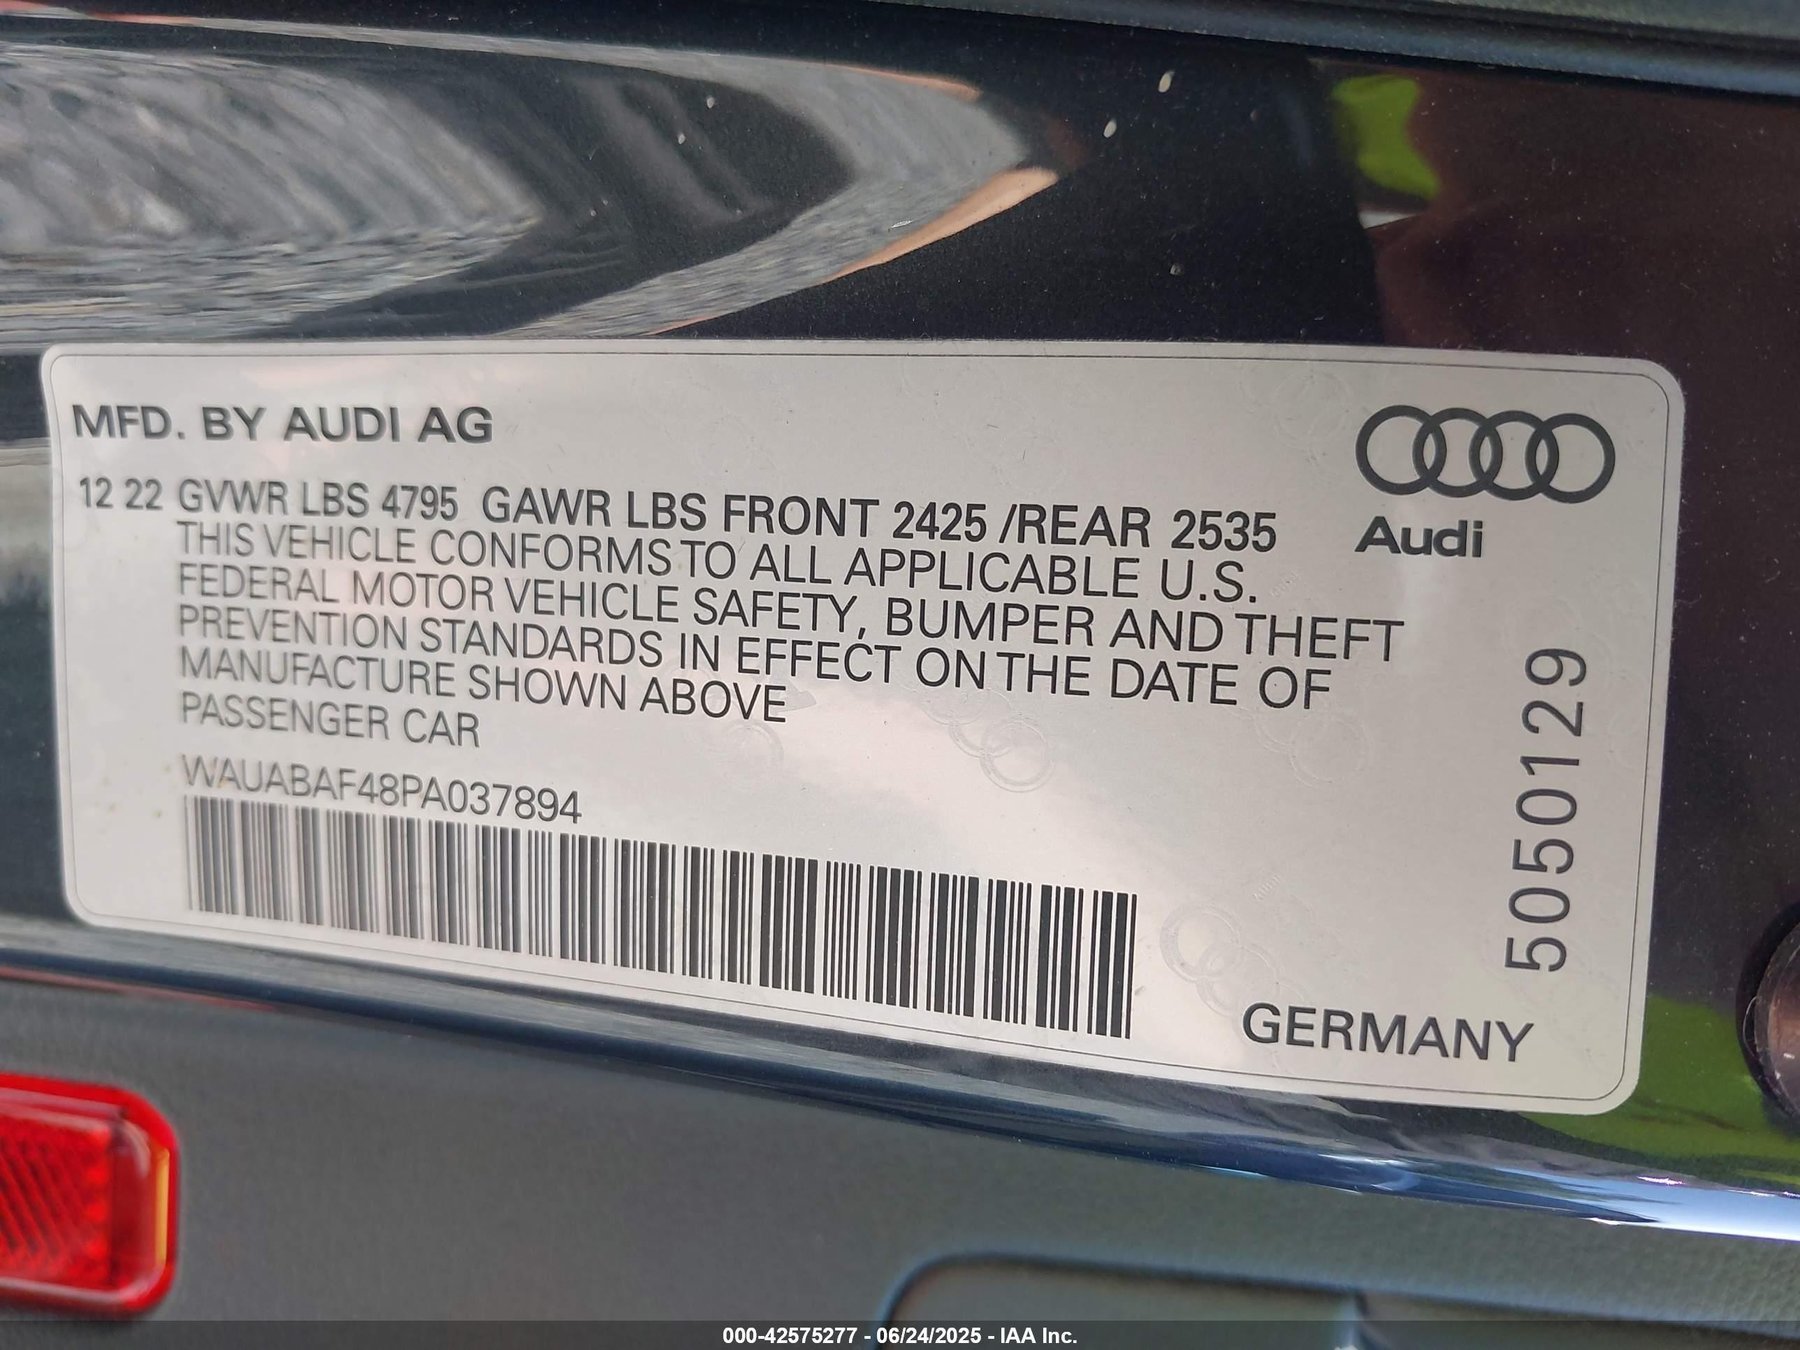 MFD. BY AUDI AG
12 22 GVWR LBS 4795 GAWR LBS FRONT 2425 /REAR 2535
THIS VEHICLE CONFORMS TO ALL APPLICABLE U.S.
FEDERAL MOTOR VEHICLE SAFETY, BUMPER AND THEFT
PREVENTION STANDARDS IN EFFECT ON THE DATE OF
MANUFACTURE SHOWN ABOVE
PASSENGER CAR
WAUABAF48PA037894
Audi
5050129
GERMANY
000-42575277 - 06/24/2025 - IAA Inc.